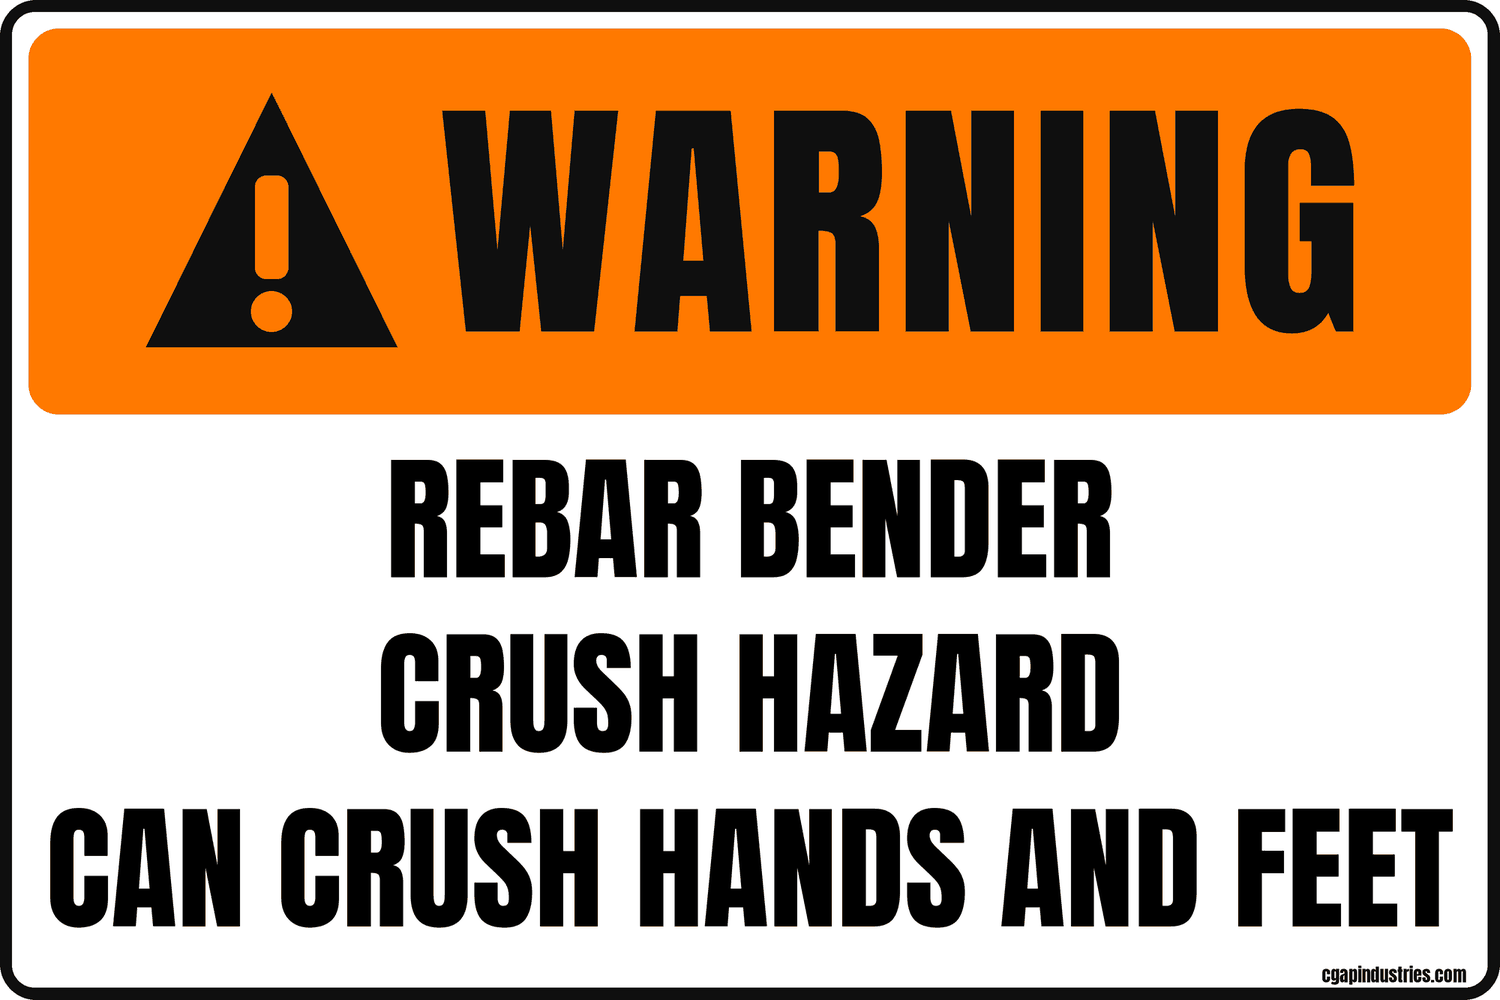 WARNING
REBAR BENDER
CRUSH HAZARD
CAN CRUSH HANDS AND FEET
cgapindustries.com